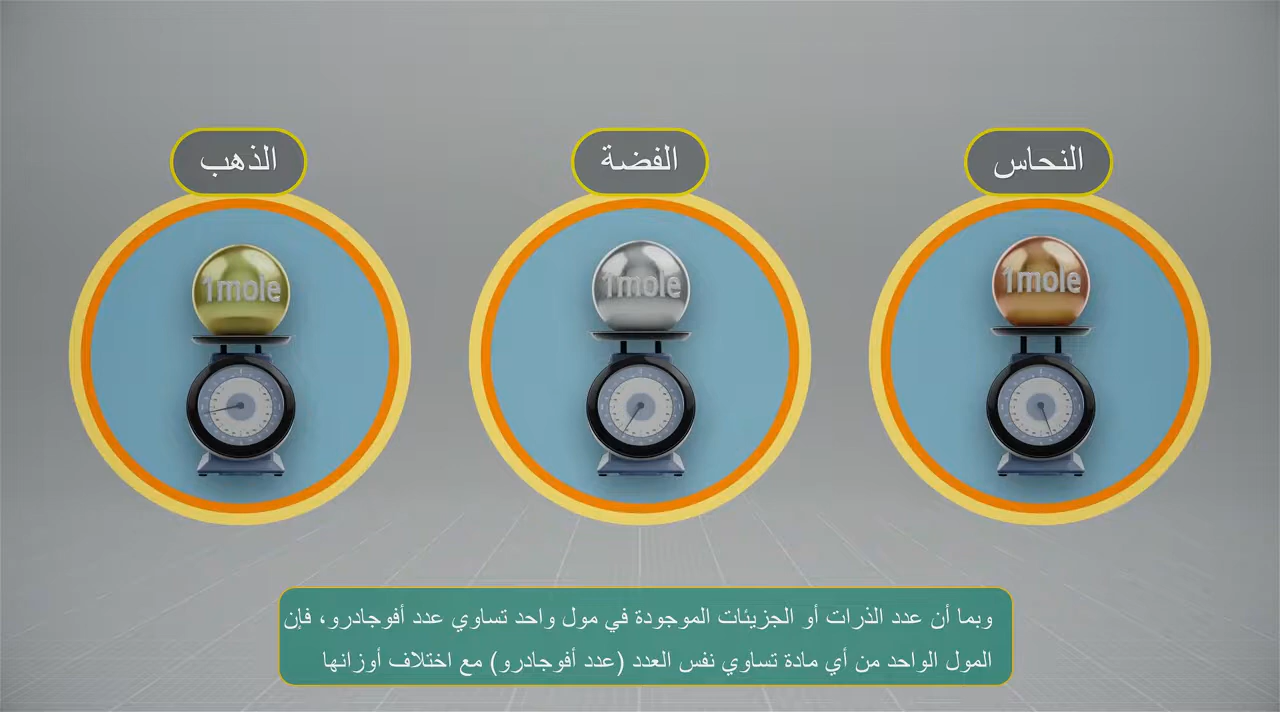 النحاس
الفضة
الذهب
1mole
1mole
1mole
وبما أن عدد الذرات أو الجزيئات الموجودة في مول واحد تساوي عدد أفوجادرو، فإن
المول الواحد من أي مادة تساوي نفس العدد (عدد أفوجادرو) مع اختلاف أوزانها